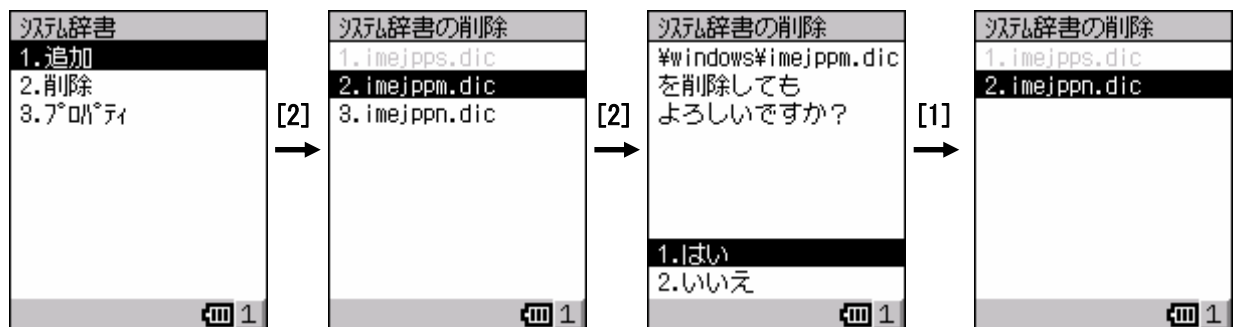 ｼｽﾃﾑ辞書
1.追加
2.削除
3.ﾌﾟﾛﾊﾟﾃｨ
1
[2]
ｼｽﾃﾑ辞書の削除
1.imejpps.dic
2.imejppm.dic
3.imejppn.dic
1
[2]
ｼｽﾃﾑ辞書の削除
¥windows¥imejppm.dic
を削除しても
よろしいですか？
1.はい
2.いいえ
1
[1]
ｼｽﾃﾑ辞書の削除
1.imejpps.dic
2.imejppn.dic
1